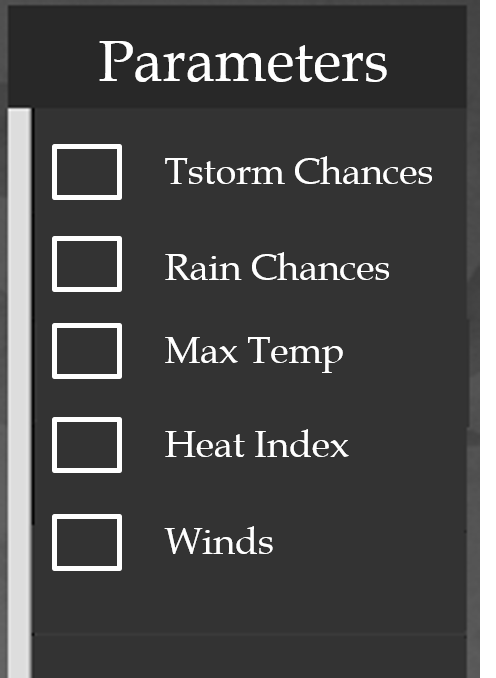 Parameters
Tstorm Chances
Rain Chances
Max Temp
Heat Index
Winds